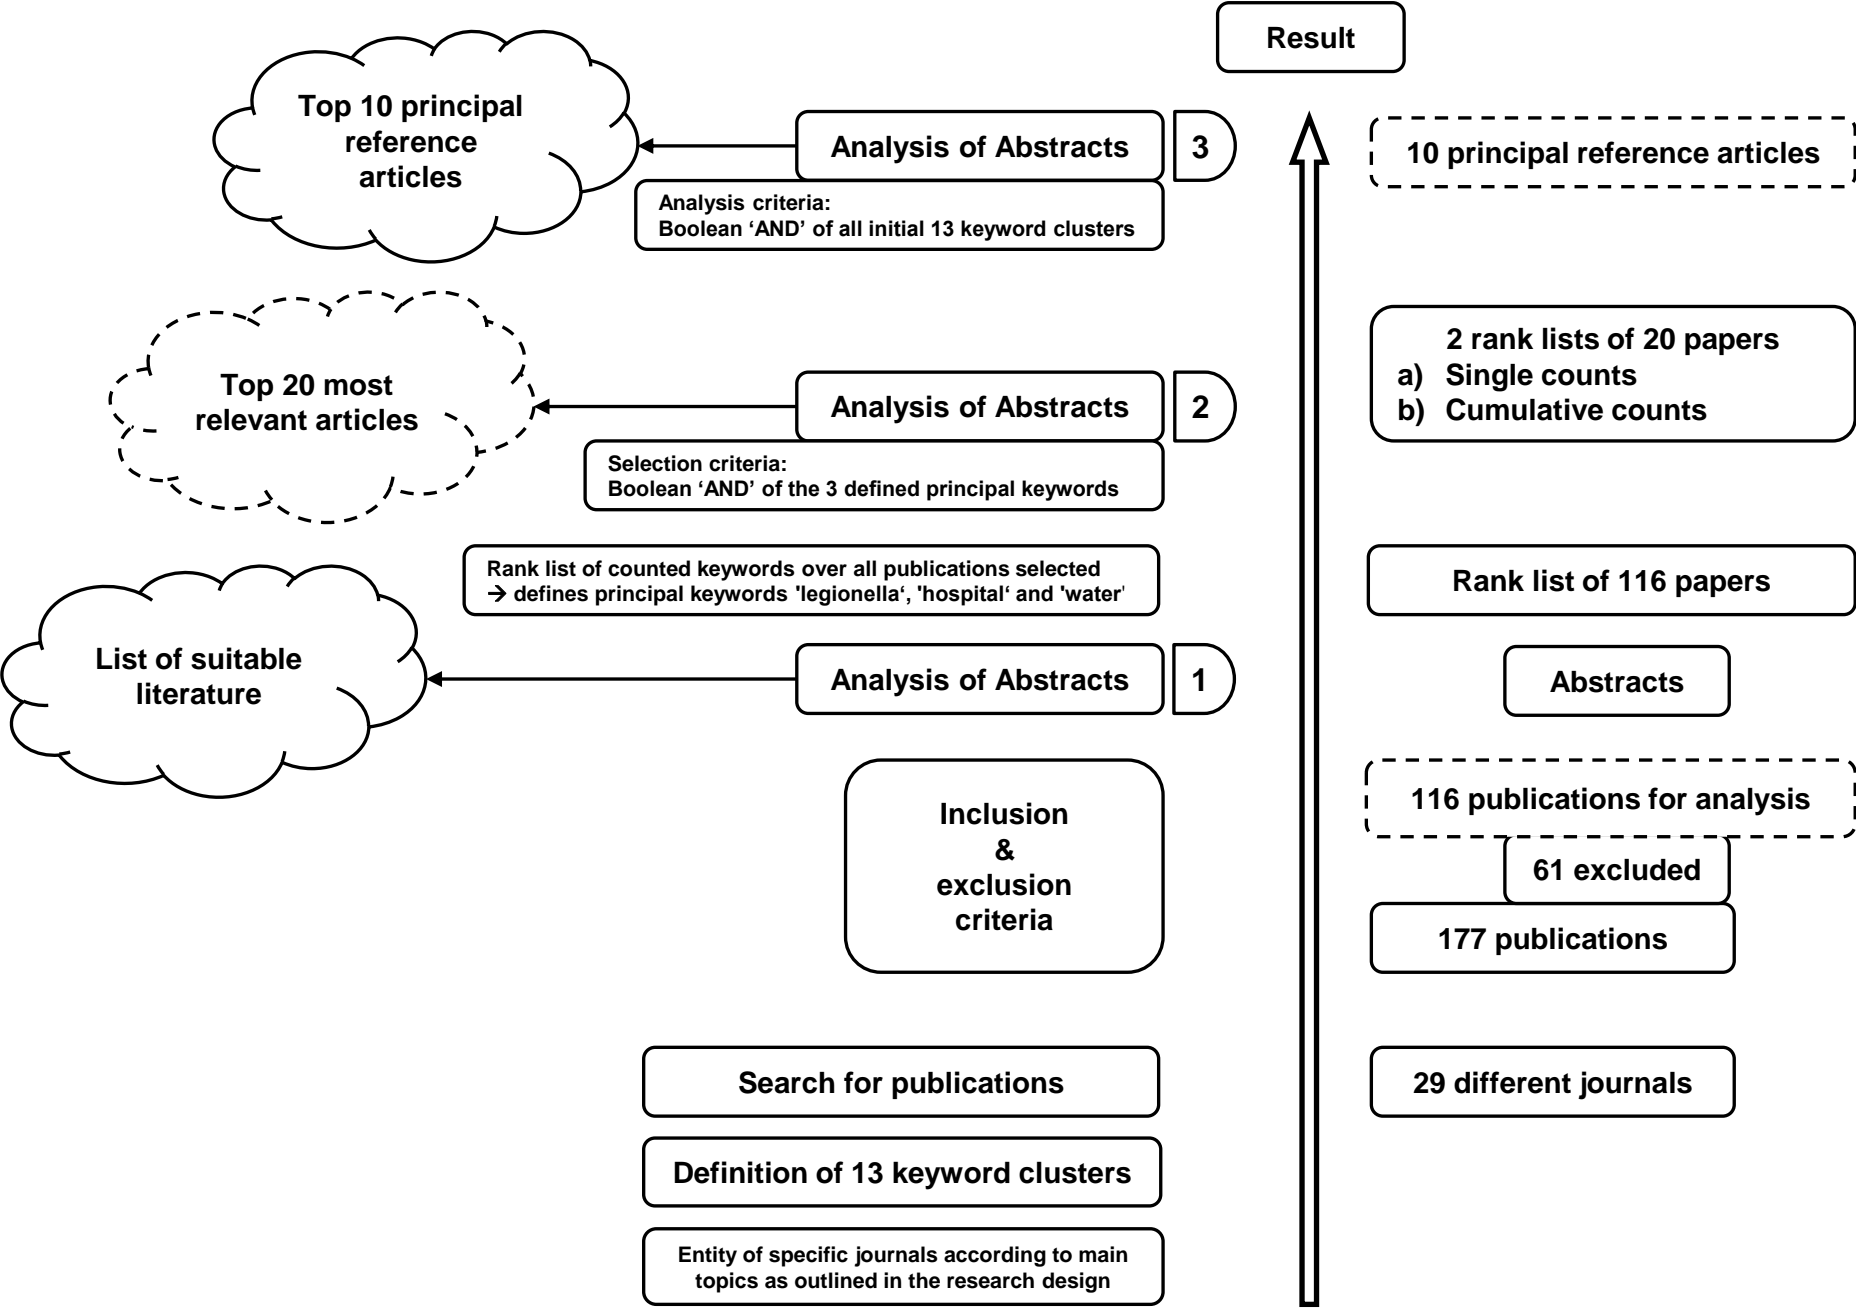 Result
Top 10 principal
reference
articles
Analysis of Abstracts
3
10 principal reference articles
Analysis criteria:
Boolean ‘AND’ of all initial 13 keyword clusters
Top 20 most
relevant articles
Analysis of Abstracts
2
2 rank lists of 20 papers
a) Single counts
b) Cumulative counts
Selection criteria:
Boolean ‘AND’ of the 3 defined principal keywords
Rank list of counted keywords over all publications selected
→ defines principal keywords 'legionella‘, 'hospital‘ and 'water'
Rank list of 116 papers
List of suitable
literature
Analysis of Abstracts
1
Abstracts
Inclusion
&
exclusion
criteria
116 publications for analysis
61 excluded
177 publications
Search for publications
29 different journals
Definition of 13 keyword clusters
Entity of specific journals according to main
topics as outlined in the research design